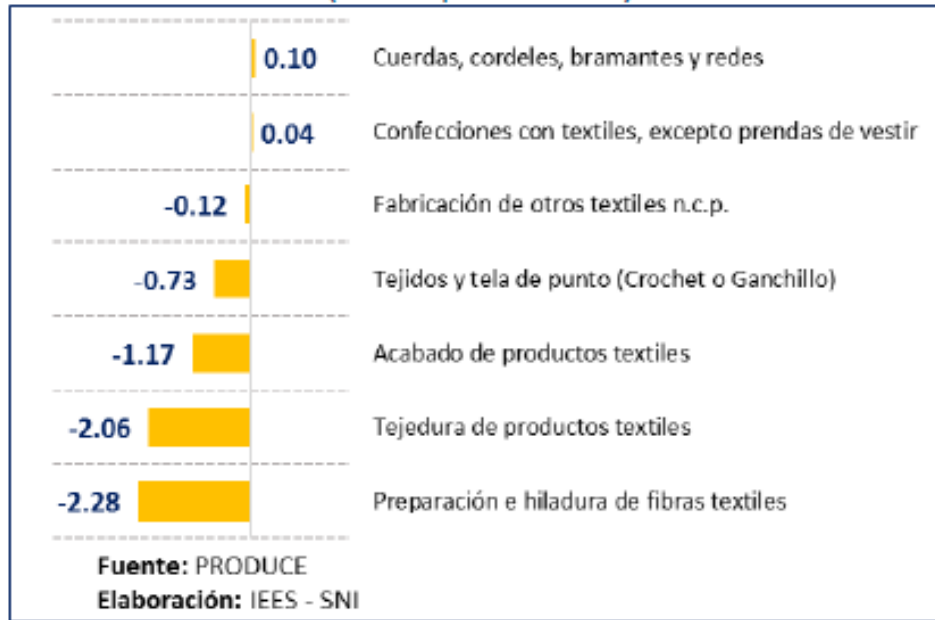 0.10 Cuerdas, cordeles, bramantes y redes
0.04 Confecciones con textiles, excepto prendas de vestir
-0.12 Fabricación de otros textiles n.c.p.
-0.73 Tejidos y tela de punto (Crochet o Ganchillo)
-1.17 Acabado de productos textiles
-2.06 Tejedura de productos textiles
-2.28 Preparación e hiladura de fibras textiles
Fuente: PRODUCE
Elaboración: IEES - SNI